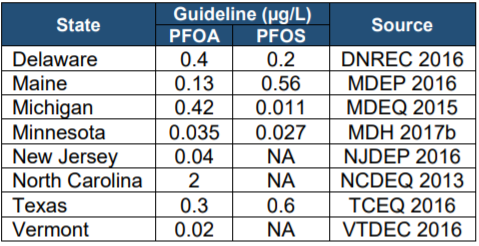 State Guideline (µg/L) Source
PFOA PFOS
Delaware 0.4 0.2 DNREC 2016
Maine 0.13 0.56 MDEP 2016
Michigan 0.42 0.011 MDEQ 2015
Minnesota 0.035 0.027 MDH 2017b
New Jersey 0.04 NA NJDEP 2016
North Carolina 2 NA NCDEQ 2013
Texas 0.3 0.6 TCEQ 2016
Vermont 0.02 NA VTDEC 2016